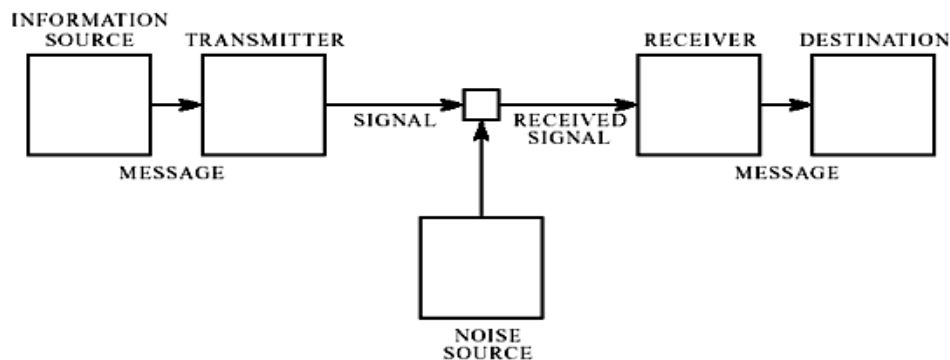 INFORMATION
SOURCE
TRANSMITTER
RECEIVER
DESTINATION
SIGNAL
RECEIVED
SIGNAL
MESSAGE
MESSAGE
NOISE
SOURCE